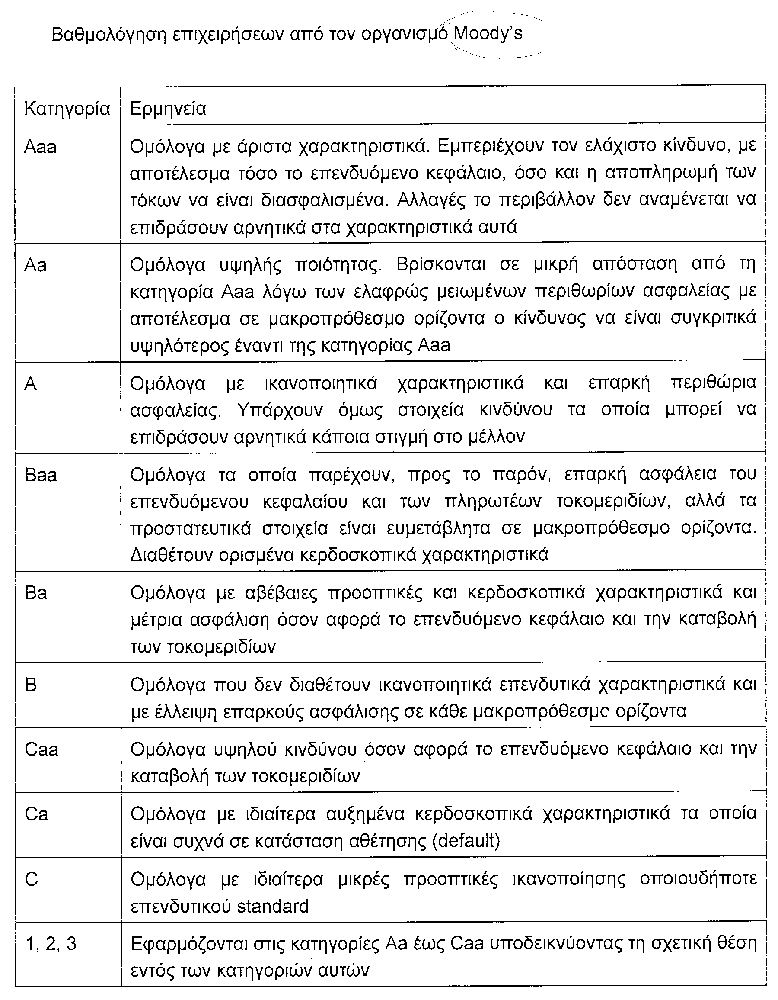 Βαθμολόγηση επιχειρήσεων από τον οργανισμό Moody's
Κατηγορία Ερμηνεία
Aaa Ομόλογα με άριστα χαρακτηριστικά. Εμπεριέχουν τον ελάχιστο κίνδυνο, με
αποτέλεσμα τόσο το επενδυόμενο κεφάλαιο, όσο και η αποπληρωμή των
τόκων να είναι διασφαλισμένα. Αλλαγές το περιβάλλον δεν αναμένεται να
επιδράσουν αρνητικά στα χαρακτηριστικά αυτά
Aa Ομόλογα υψηλής ποιότητας. Βρίσκονται σε μικρή απόσταση από τη
κατηγορία Aaa λόγω των ελαφρώς μειωμένων περιθωρίων ασφαλείας με
αποτέλεσμα σε μακροπρόθεσμο ορίζοντα ο κίνδυνος να είναι συγκριτικά
υψηλότερος έναντι της κατηγορίας Aaa
A Ομόλογα με ικανοποιητικά χαρακτηριστικά και επαρκή περιθώρια
ασφαλείας. Υπάρχουν όμως στοιχεία κινδύνου τα οποία μπορεί να
επιδράσουν αρνητικά κάποια στιγμή στο μέλλον
Baa Ομόλογα τα οποία παρέχουν, προς το παρόν, επαρκή ασφάλεια του
επενδυόμενου κεφαλαίου και των πληρωτέων τοκομεριδίων, αλλά τα
προστατευτικά στοιχεία είναι ευμετάβλητα σε μακροπρόθεσμο ορίζοντα.
Διαθέτουν ορισμένα κερδοσκοπικά χαρακτηριστικά
Ba Ομόλογα με αβέβαιες προοπτικές και κερδοσκοπικά χαρακτηριστικά και
μέτρια ασφάλιση όσον αφορά το επενδυόμενο κεφάλαιο και την καταβολή
των τοκομεριδίων
B Ομόλογα που δεν διαθέτουν ικανοποιητικά επενδυτικά χαρακτηριστικά και
με έλλειψη επαρκούς ασφάλισης σε κάθε μακροπρόθεσμο ορίζοντα
Caa Ομόλογα υψηλού κινδύνου όσον αφορά το επενδυόμενο κεφάλαιο και την
καταβολή των τοκομεριδίων
Ca Ομόλογα με ιδιαίτερα αυξημένα κερδοσκοπικά χαρακτηριστικά τα οποία
είναι συχνά σε κατάσταση αθέτησης (default)
C Ομόλογα με ιδιαίτερα μικρές προοπτικές ικανοποίησης οποιουδήποτε
επενδυτικού standard
1, 2, 3 Εφαρμόζονται στις κατηγορίες Aa έως Caa υποδεικνύοντας τη σχετική θέση
εντός των κατηγοριών αυτών